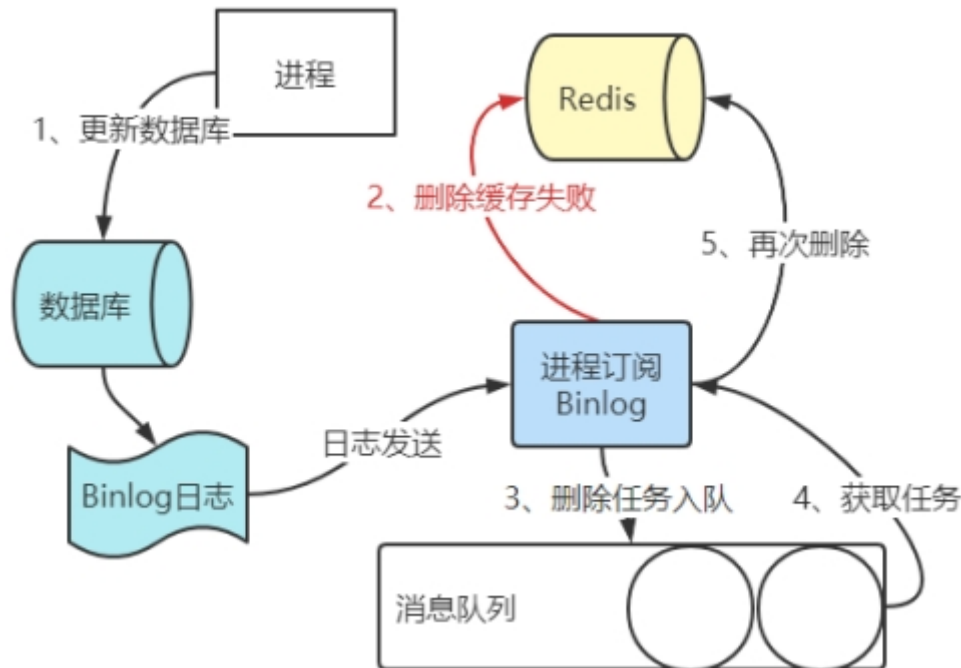 进程
Redis
1、更新数据库
2、删除缓存失败
5、再次删除
数据库
进程订阅
Binlog
日志发送
Binlog日志
3、删除任务入队
4、获取任务
消息队列